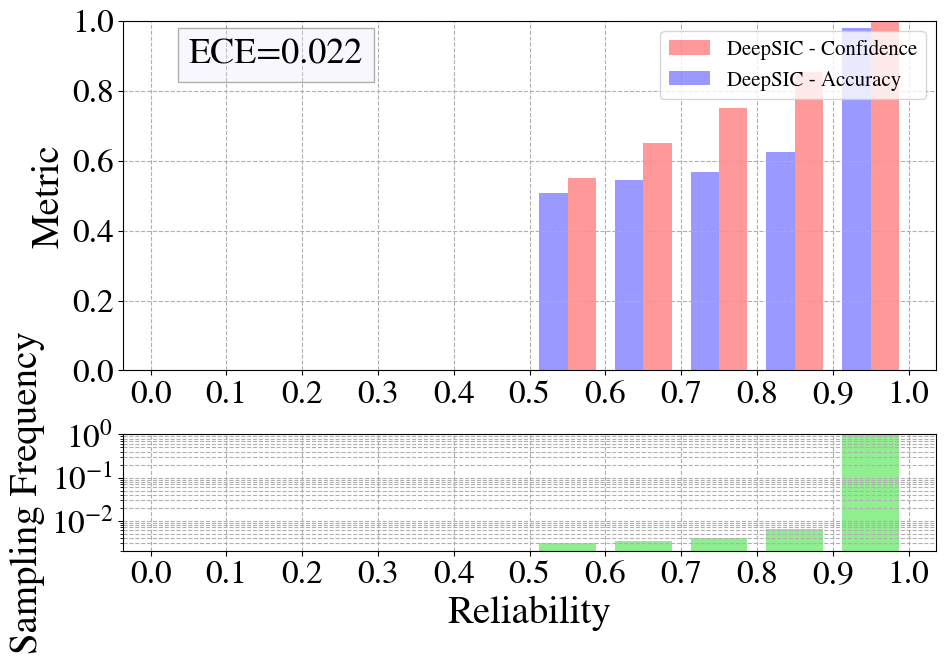 ECE=0.022
DeepSIC - Confidence
DeepSIC - Accuracy
Metric
1.0
0.8
0.6
0.4
0.2
0.0
0.0 0.1 0.2 0.3 0.4 0.5 0.6 0.7 0.8 0.9 1.0
Sampling Frequency
10⁰
10⁻¹
10⁻²
0.0 0.1 0.2 0.3 0.4 0.5 0.6 0.7 0.8 0.9 1.0
Reliability